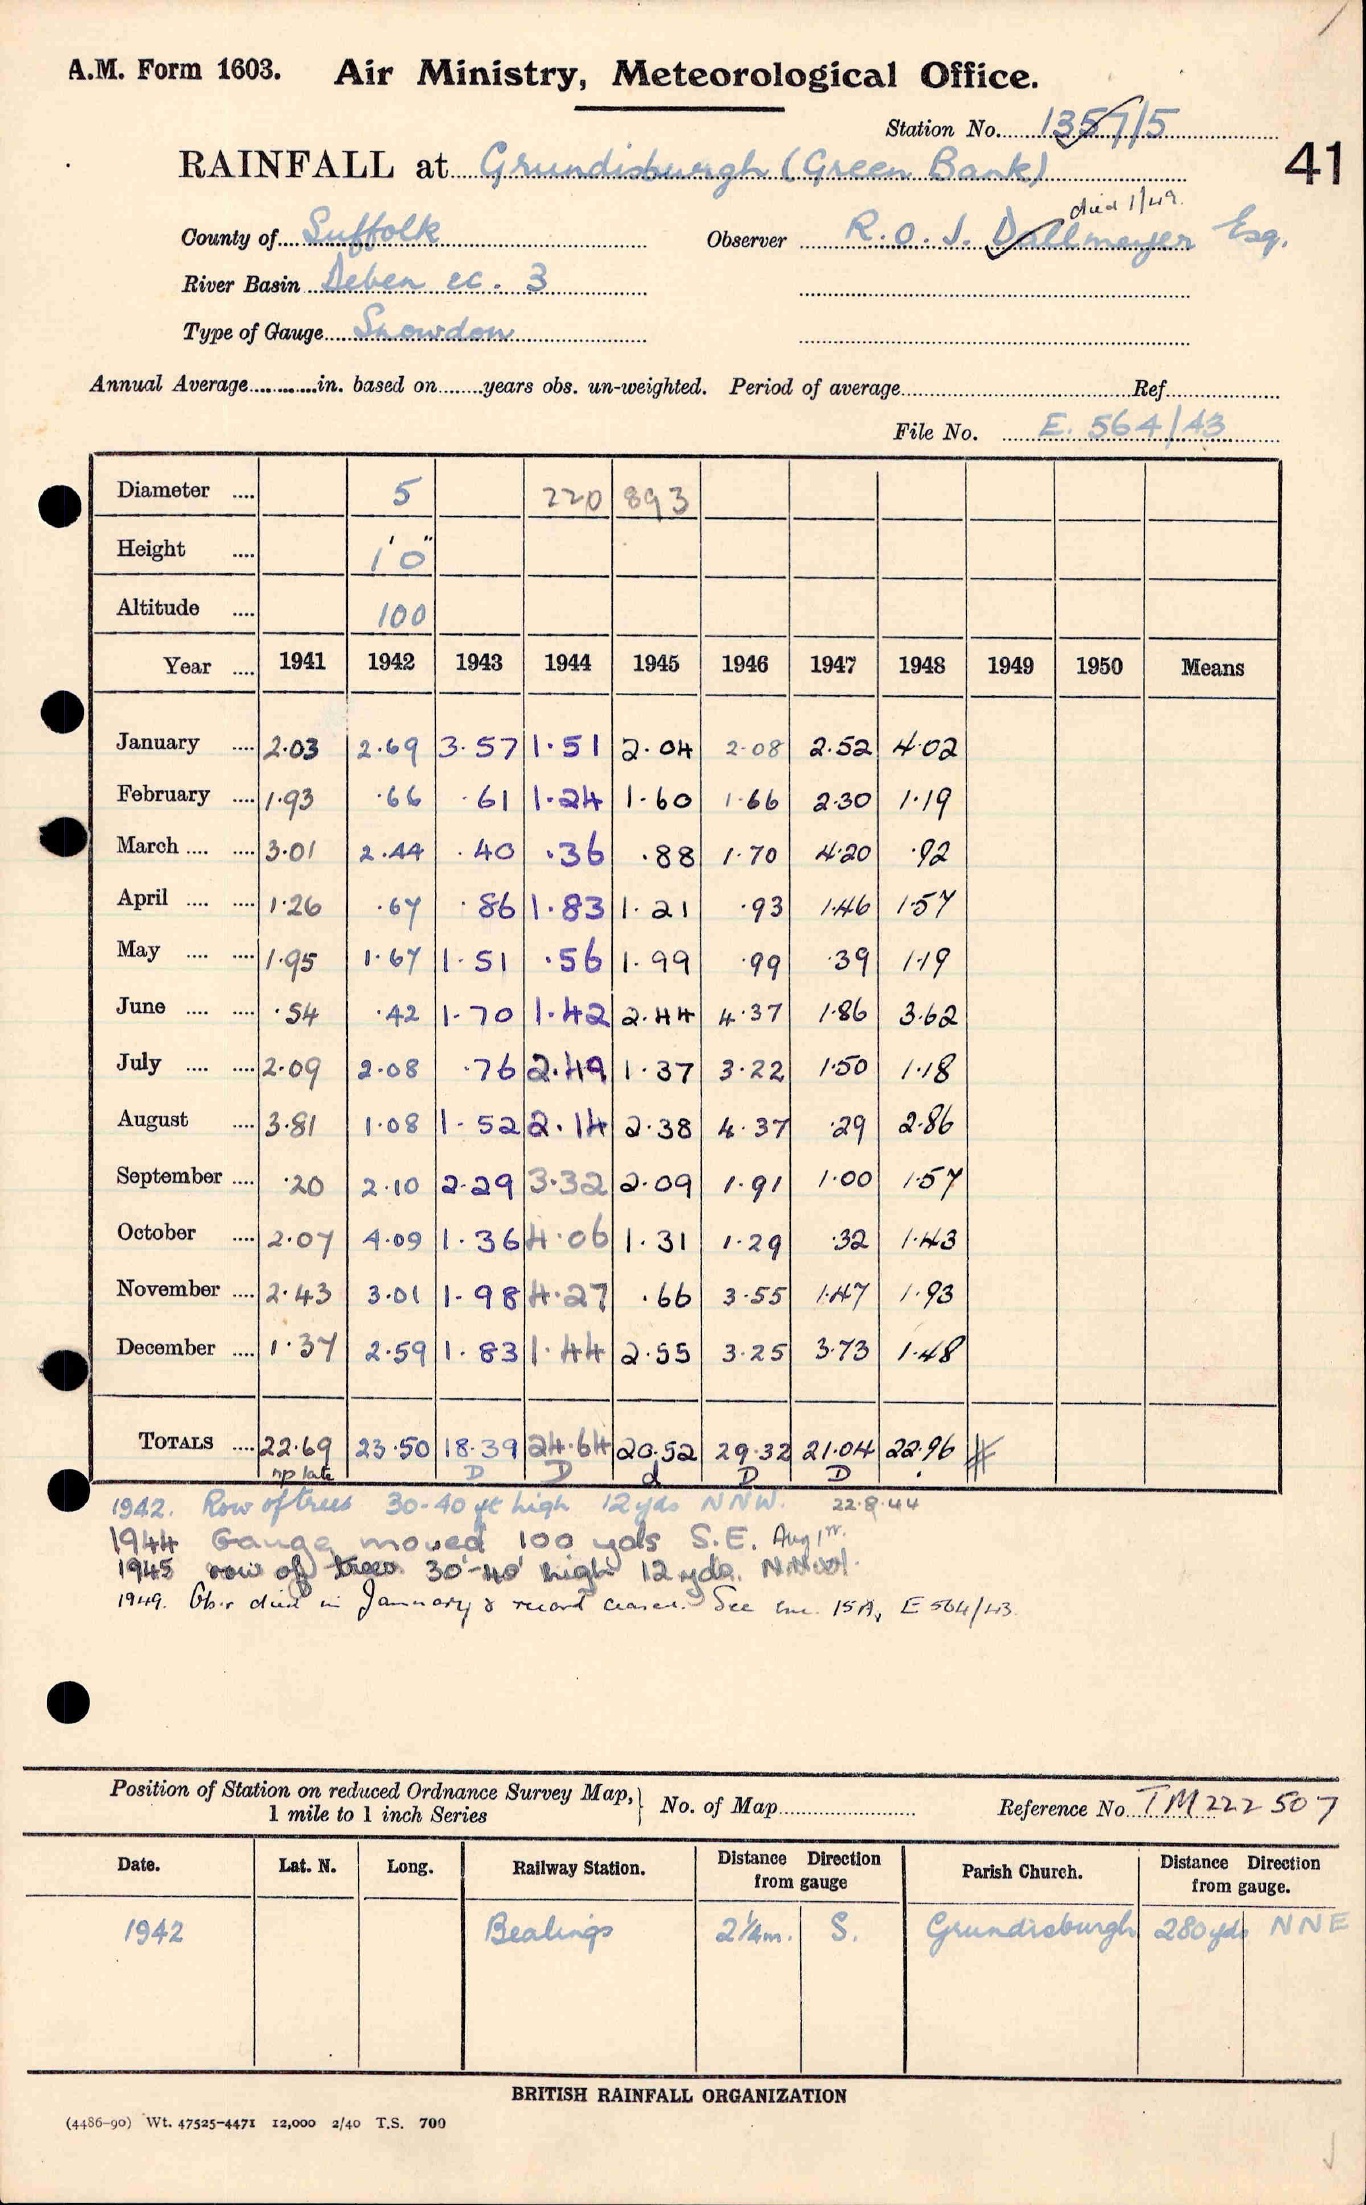 A.M. Form 1603. Air Ministry, Meteorological Office.
Station No. 1357/5
41
RAINFALL at Grundisburgh (Green Bank)
died 1/49.
County of Suffolk Observer R.O.J. Dallmeyer Esq.
River Basin Deben ec. 3
Type of Gauge Snowdon
Annual Average in. based on years obs. un-weighted. Period of average Ref
File No. E. 564/43
Diameter 5 220 893
Height 1' 0"
Altitude 100
Year 1941 1942 1943 1944 1945 1946 1947 1948 1949 1950 Means
January 2.03 2.69 3.57 1.51 2.04 2.08 2.52 4.02
February 1.93 .66 .61 1.24 1.60 1.66 2.30 1.19
March 3.01 2.44 .40 .36 .88 1.70 4.20 .92
April 1.26 .67 .86 1.83 1.21 .93 1.46 1.57
May 1.95 1.67 1.51 .56 1.99 .99 .39 1.19
June .54 .42 1.70 1.42 2.44 4.37 1.86 3.62
July 2.09 2.08 .76 2.49 1.37 3.22 1.50 1.18
August 3.81 1.08 1.52 2.14 2.38 4.37 .29 2.86
September .20 2.10 2.29 3.32 2.09 1.91 1.00 1.57
October 2.07 4.09 1.36 4.06 1.31 1.29 .32 1.43
November 2.43 3.01 1.98 4.27 .66 3.55 1.47 1.93
December 1.37 2.59 1.83 1.44 2.55 3.25 3.73 1.48
TOTALS 22.69 23.50 18.39 24.64 20.52 29.32 21.04 22.96 #
np late D D d D D
1942. Row of trees 30-40 ft high 12 yds NNW. 22.8.44
1944 Gauge moved 100 yds S.E. Aug 1st.
1945 row of trees 30'-40' high 12 yds. N.N.W.
1949. Obsr died in January & record ceased. See enc. 15A, E 564/43
Position of Station on reduced Ordnance Survey Map,
1 mile to 1 inch Series
No. of Map Reference No TM 222 507
Date. Lat. N. Long. Railway Station. Distance Direction from gauge Parish Church. Distance Direction from gauge.
1942 Bealings 2¼m. S. Grundisburgh 280 yds NNE
BRITISH RAINFALL ORGANIZATION
(4486-90) Wt. 47525-4471 12,000 2/40 T.S. 700